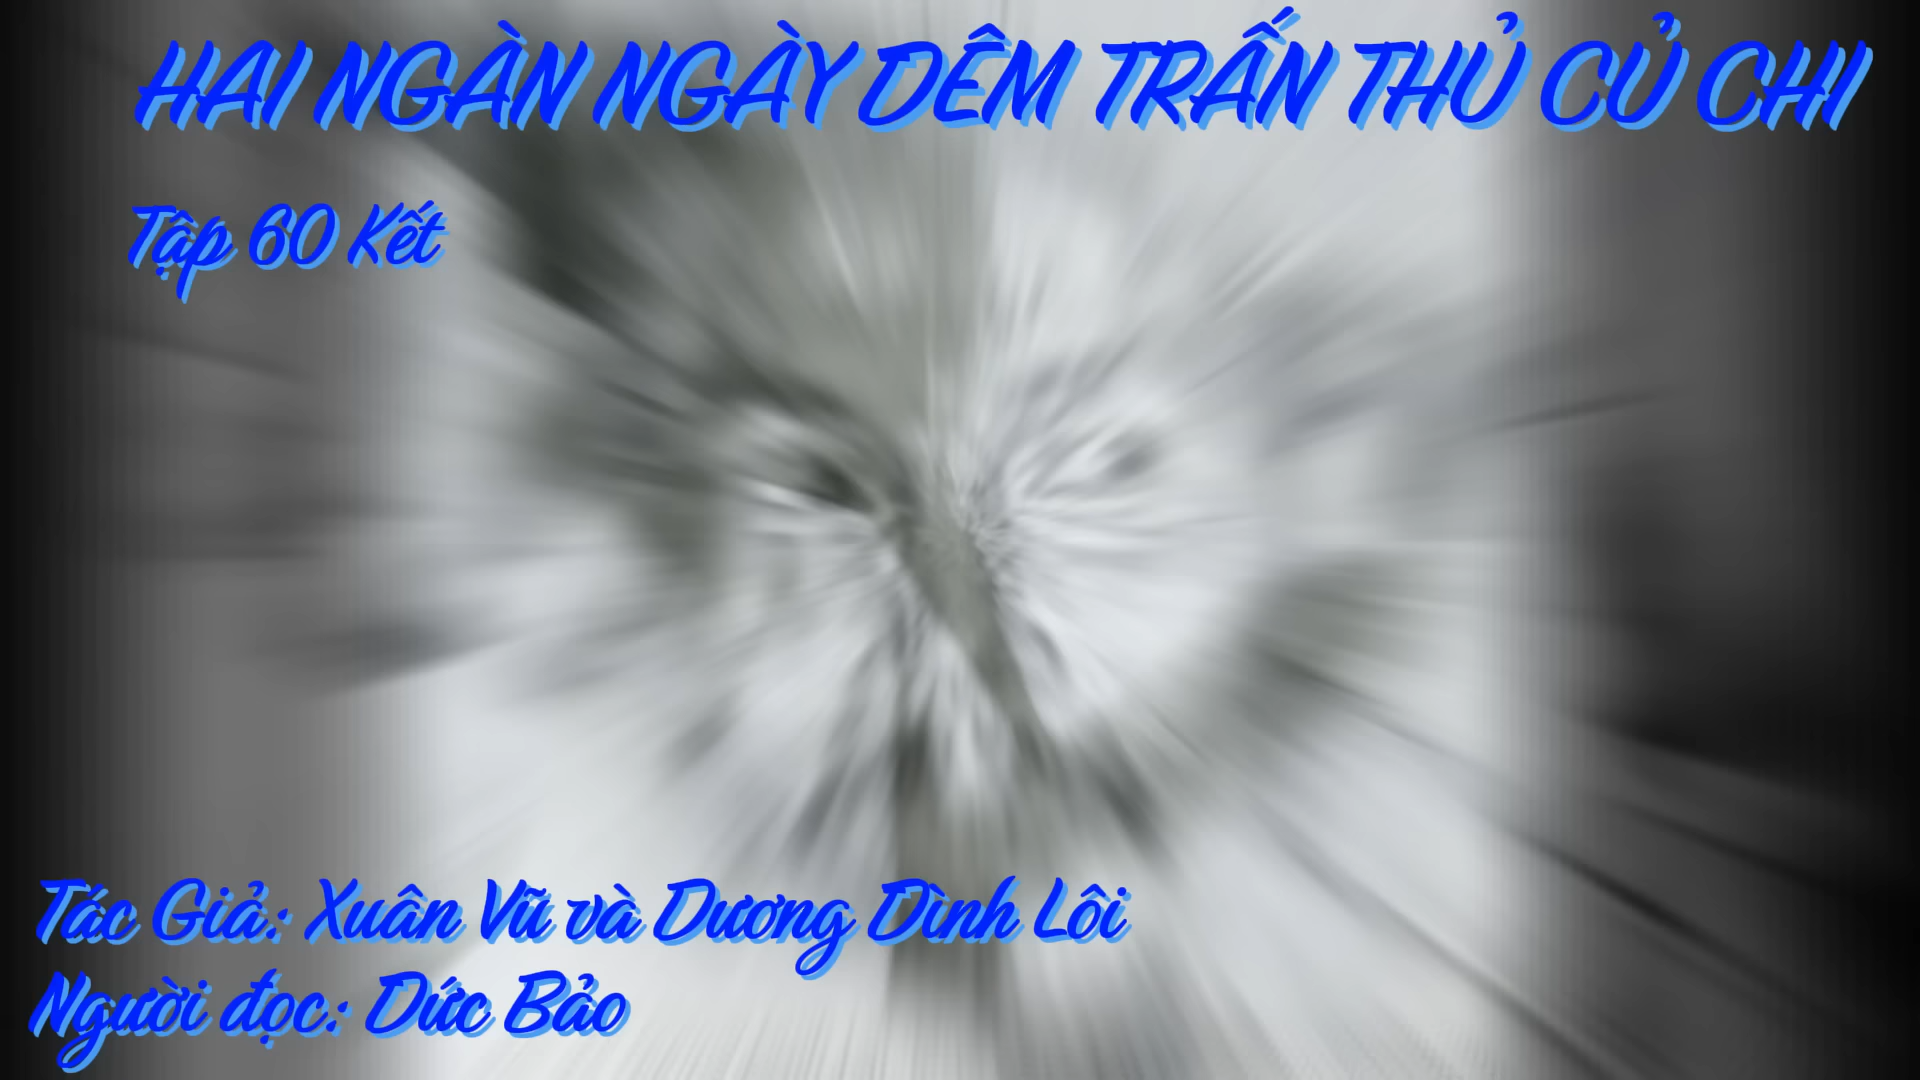 HAI NGÀN NGÀY ĐÊM TRẤN THỦ CỦ CHI
Tập 60 Kết
Tác Giả: Xuân Vũ và Dương Đình Lôi
Người đọc: Đức Bảo